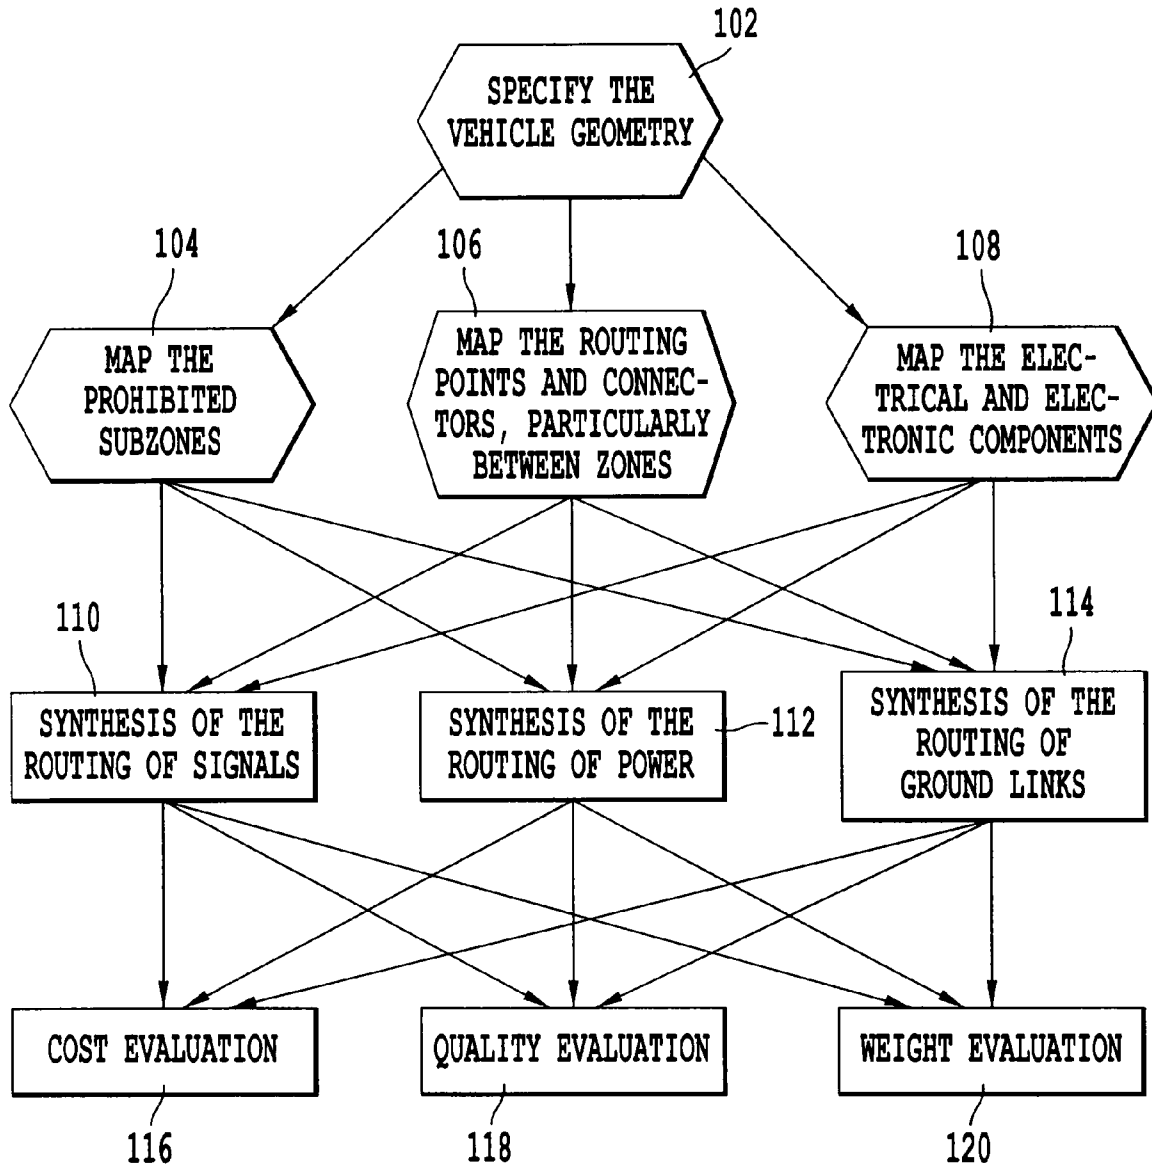 102
SPECIFY THE
VEHICLE GEOMETRY
104
106
108
MAP THE
PROHIBITED
SUBZONES
MAP THE ROUTING
POINTS AND CONNEC-
TORS, PARTICULARLY
BETWEEN ZONES
MAP THE ELEC-
TRICAL AND ELEC-
TRONIC COMPONENTS
110
114
SYNTHESIS OF THE
ROUTING OF SIGNALS
SYNTHESIS OF THE
ROUTING OF POWER
112
SYNTHESIS OF THE
ROUTING OF
GROUND LINKS
COST EVALUATION
QUALITY EVALUATION
WEIGHT EVALUATION
116
118
120